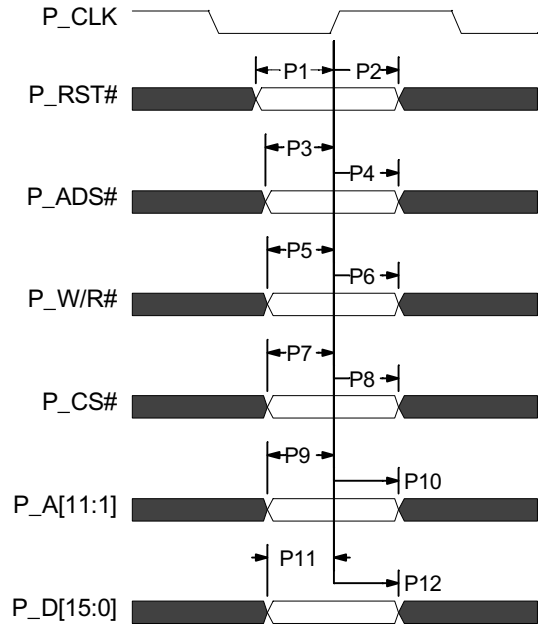 P_CLK
P1 P2
P_RST#
P3
P4
P_ADS#
P5
P6
P_W/R#
P7
P8
P_CS#
P9
P10
P_A[11:1]
P11
P12
P_D[15:0]